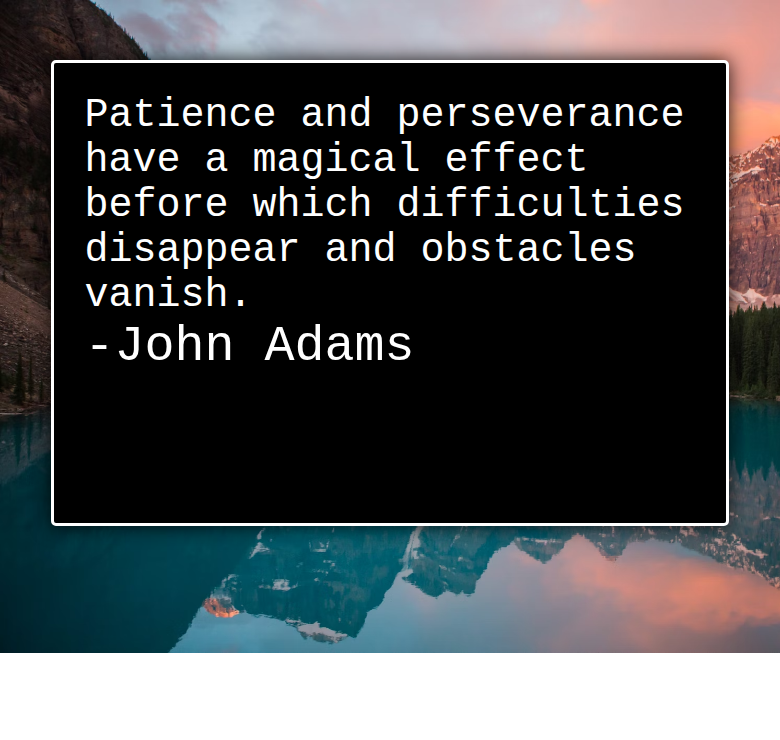 Patience and perseverance
have a magical effect
before which difficulties
disappear and obstacles
vanish.
-John Adams